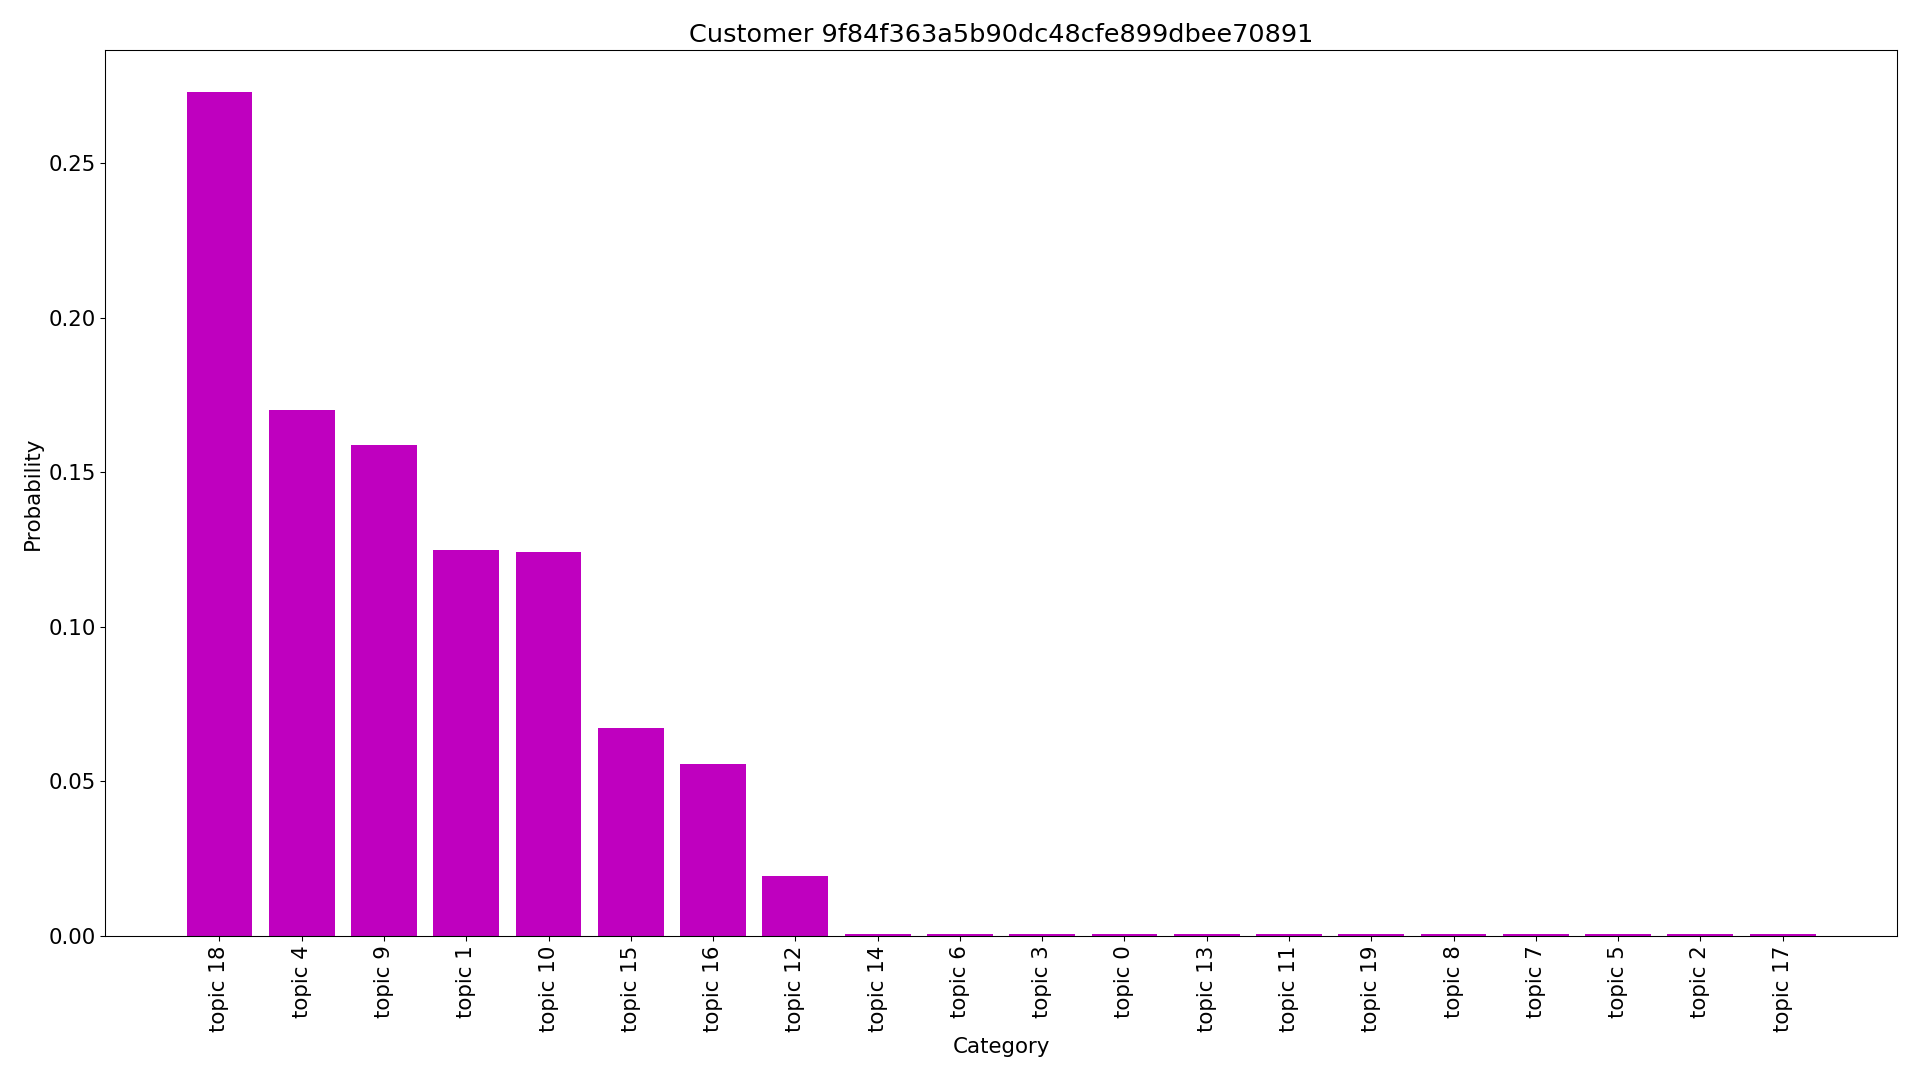 Customer 9f84f363a5b90dc48cfe899dbee70891
Probability
0.25
0.20
0.15
0.10
0.05
0.00
topic 18
topic 4
topic 9
topic 1
topic 10
topic 15
topic 16
topic 12
topic 14
topic 6
topic 3
topic 0
topic 13
topic 11
topic 19
topic 8
topic 7
topic 5
topic 2
topic 17
Category